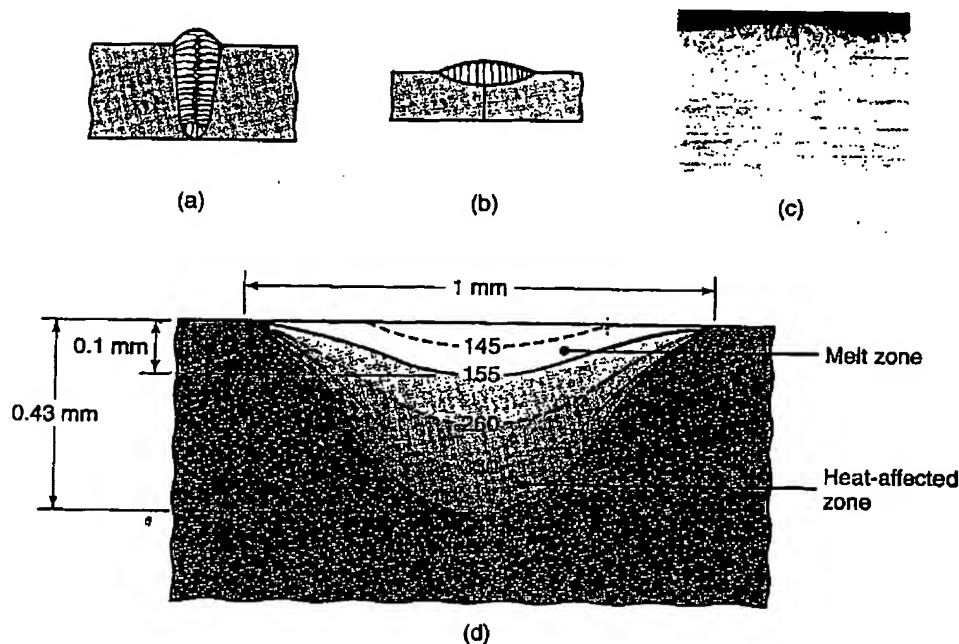 (a)
(b)
(c)
1 mm
0.1 mm
145
Melt zone
155
0.43 mm
260
Heat-affected
zone
(d)